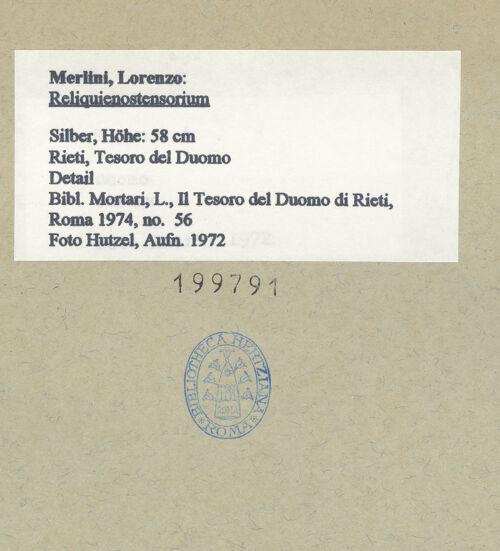 Merlini, Lorenzo:
Reliquienostensorium
Silber, Höhe: 58 cm
Rieti, Tesoro del Duomo
Detail
Bibl. Mortari, L., Il Tesoro del Duomo di Rieti,
Roma 1974, no. 56
Foto Hutzel, Aufn. 1972
199791
BIBLIOTHECA HERTZIANA
ROMA
ROMA